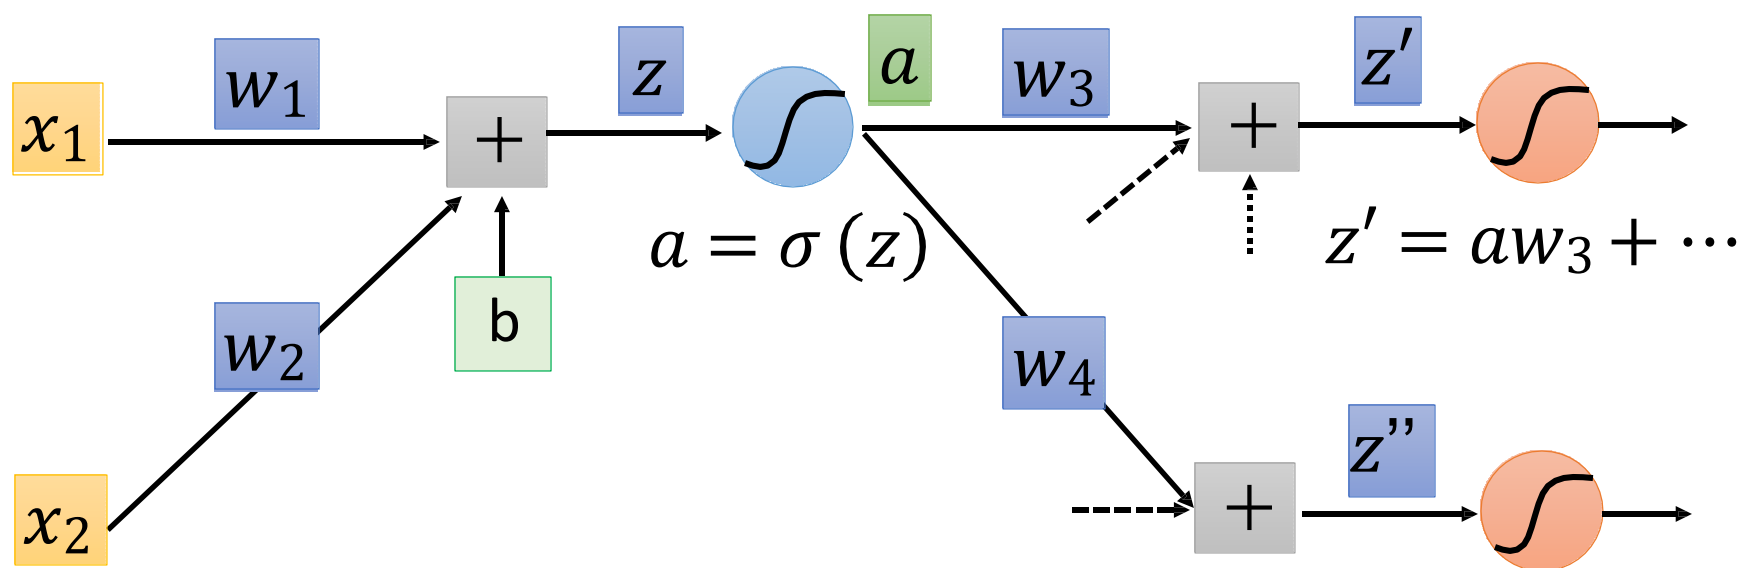 x₁
w₁
+
z
a
w₃
+
z′
a = σ (z)
z′ = aw₃ + ⋯
b
w₂
w₄
x₂
+
z”